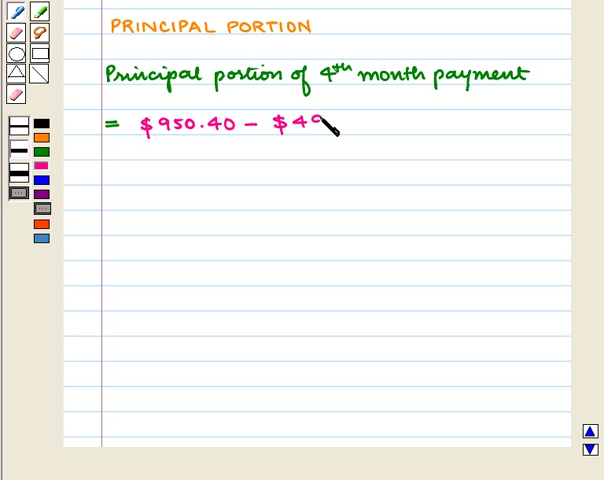 PRINCIPAL PORTION
Principal portion of 4th month payment
= $950.40 - $4